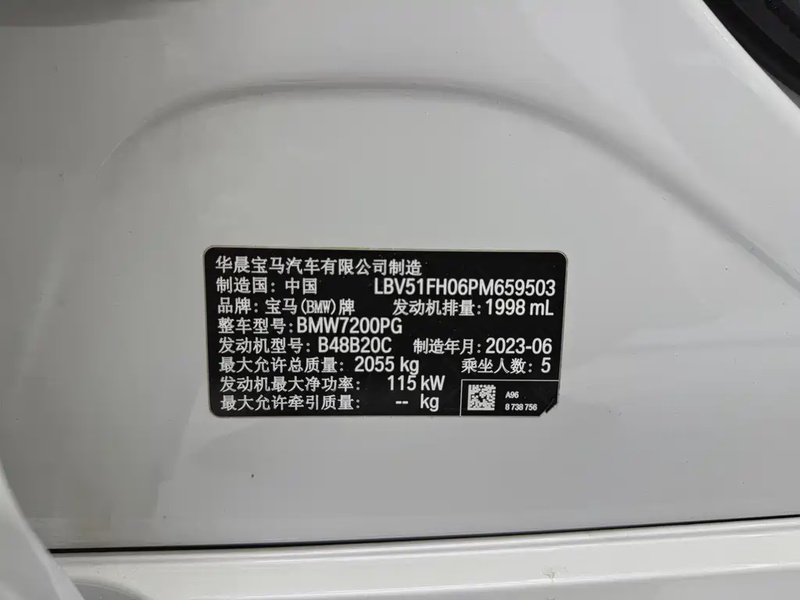 华晨宝马汽车有限公司制造
制造国: 中国 LBV51FH06PM659503
品牌: 宝马(BMW)牌 发动机排量: 1998 mL
整车型号: BMW7200PG
发动机型号: B48B20C 制造年月: 2023-06
最大允许总质量: 2055 kg 乘坐人数: 5
发动机最大净功率: 115 kW
最大允许牵引质量: -- kg
A96
8 738 756